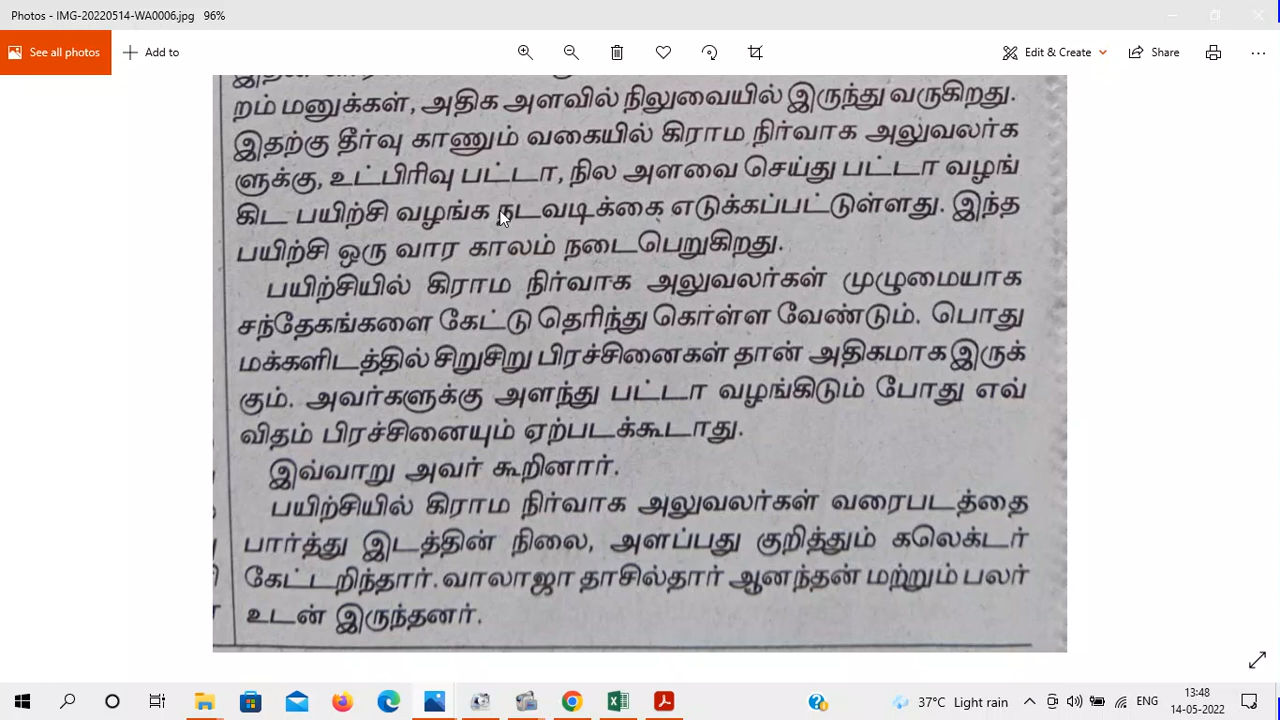 Photos - IMG-20220514-WA0006.jpg 96%
See all photos
Add to
Edit & Create
Share
றம் மனுக்கள், அதிக அளவில் நிலுவையில் இருந்து வருகிறது.
இதற்கு தீர்வு காணும் வகையில் கிராம நிர்வாக அலுவலர்க
ளுக்கு, உட்பிரிவு பட்டா, நில அளவை செய்து பட்டா வழங்
கிட பயிற்சி வழங்க நடவடிக்கை எடுக்கப்பட்டுள்ளது. இந்த
பயிற்சி ஒரு வார காலம் நடைபெறுகிறது.
பயிற்சியில் கிராம நிர்வாக அலுவலர்கள் முழுமையாக
சந்தேகங்களை கேட்டு தெரிந்து கொள்ள வேண்டும். பொது
மக்களிடத்தில் சிறுசிறு பிரச்சினைகள் தான் அதிகமாக இருக்
கும். அவர்களுக்கு அளந்து பட்டா வழங்கிடும் போது எவ்
விதம் பிரச்சினையும் ஏற்படக்கூடாது.
இவ்வாறு அவர் கூறினார்.
பயிற்சியில் கிராம நிர்வாக அலுவலர்கள் வரைபடத்தை
பார்த்து இடத்தின் நிலை, அளப்பது குறித்தும் கலெக்டர்
கேட்டறிந்தார். வாலாஜா தாசில்தார் ஆனந்தன் மற்றும் பலர்
உடன் இருந்தனர்.
37°C Light rain
ENG
13:48
14-05-2022